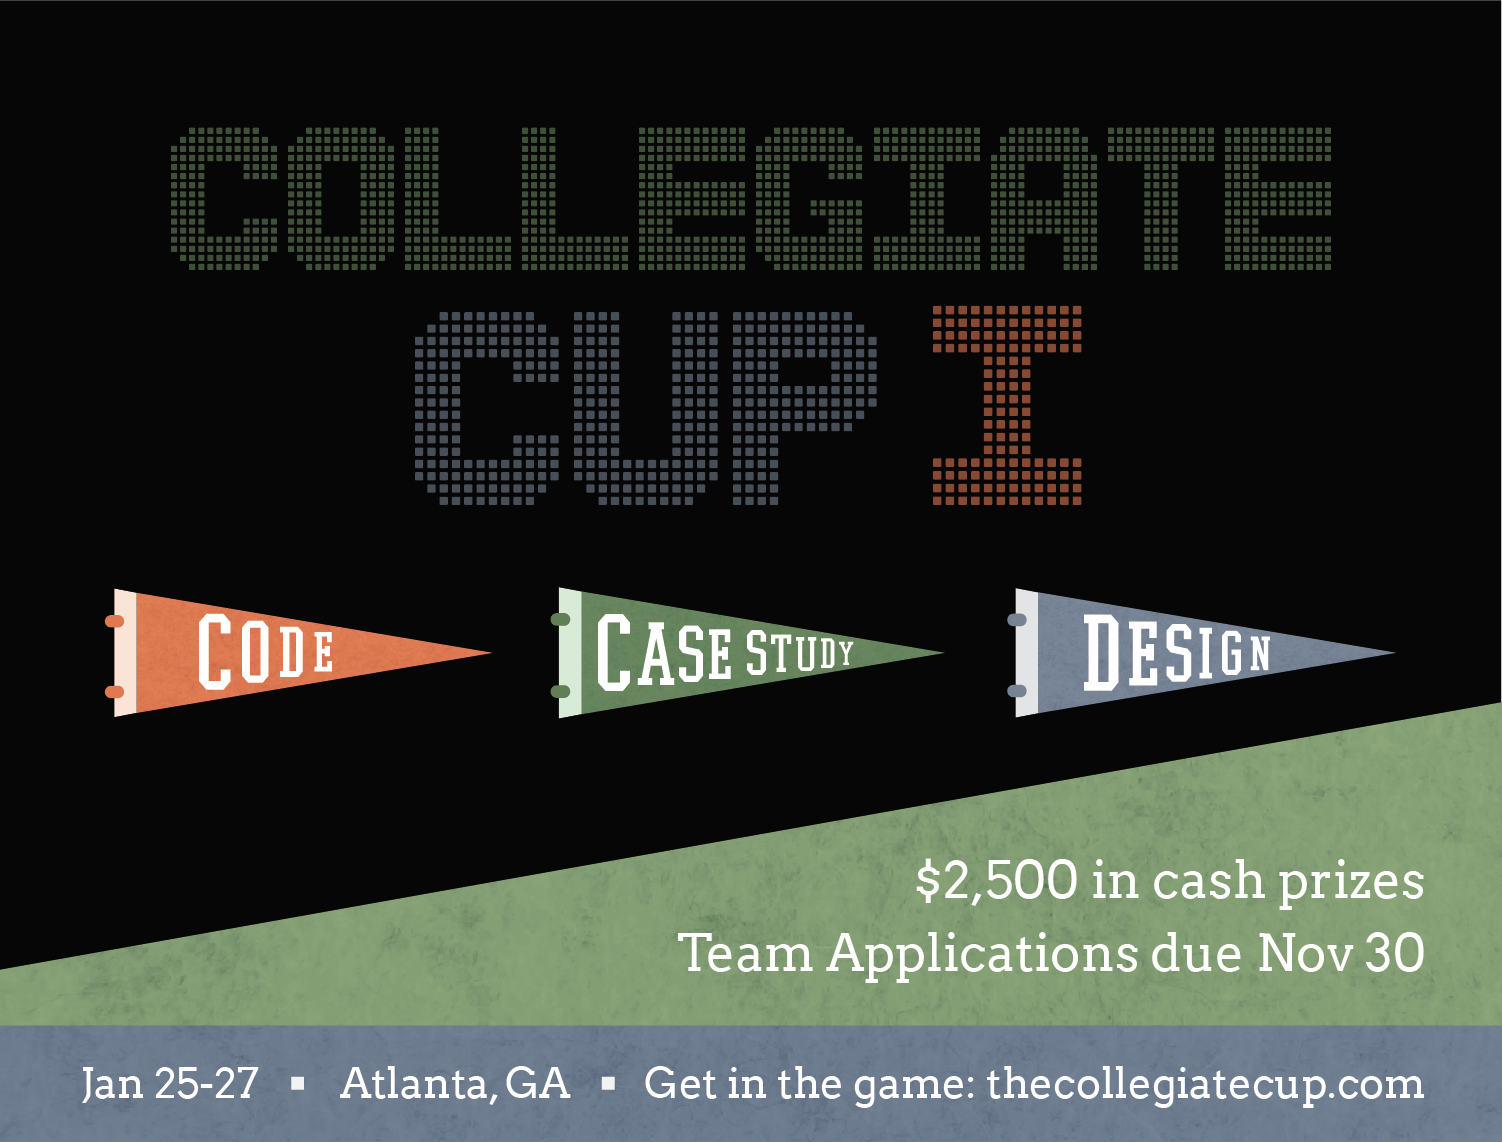 COLLEGIATE
CUP I
CODE
CASE STUDY
DESIGN
$2,500 in cash prizes
Team Applications due Nov 30
Jan 25-27 ▪ Atlanta, GA ▪ Get in the game: thecollegiatecup.com